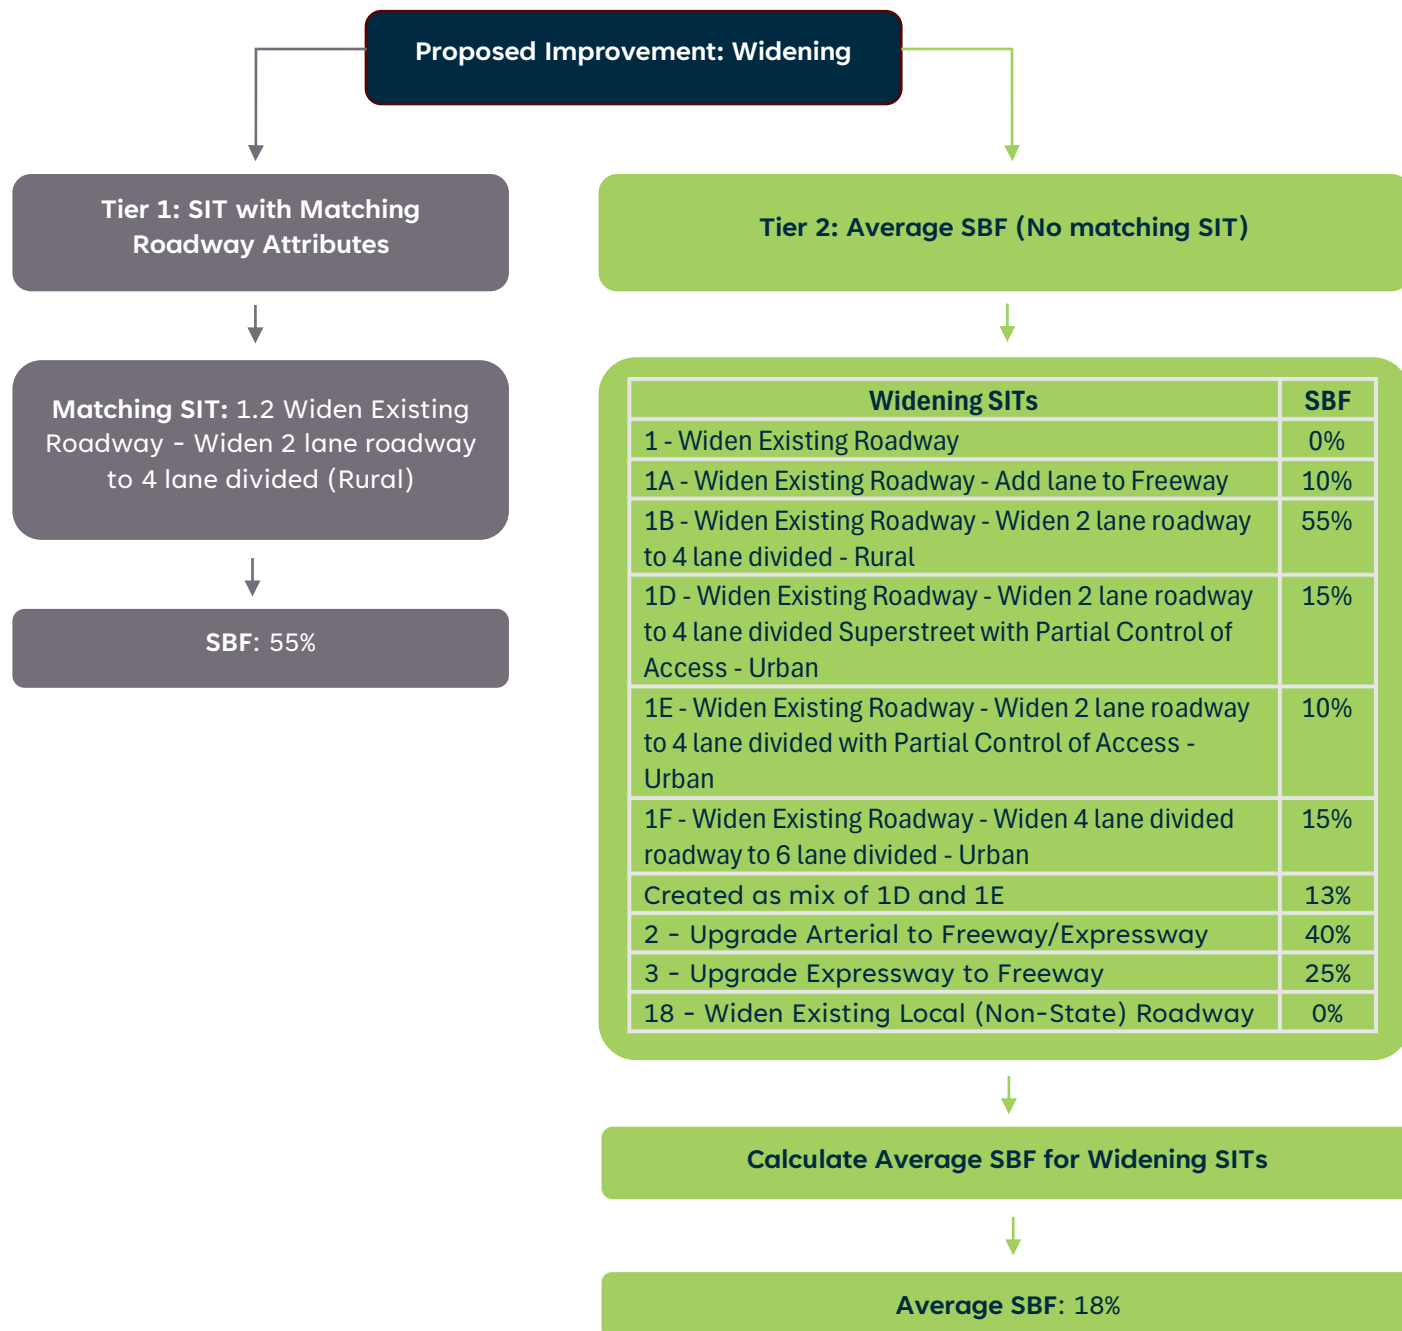 Proposed Improvement: Widening
Tier 1: SIT with Matching
Roadway Attributes
Matching SIT: 1.2 Widen Existing
Roadway – Widen 2 lane roadway
to 4 lane divided (Rural)
SBF: 55%
Tier 2: Average SBF (No matching SIT)
Widening SITs SBF
1 - Widen Existing Roadway 0%
1A - Widen Existing Roadway - Add lane to Freeway 10%
1B - Widen Existing Roadway - Widen 2 lane roadway 55%
to 4 lane divided - Rural
1D - Widen Existing Roadway - Widen 2 lane roadway 15%
to 4 lane divided Superstreet with Partial Control of
Access - Urban
1E - Widen Existing Roadway - Widen 2 lane roadway 10%
to 4 lane divided with Partial Control of Access -
Urban
1F - Widen Existing Roadway - Widen 4 lane divided 15%
roadway to 6 lane divided - Urban
Created as mix of 1D and 1E 13%
2 – Upgrade Arterial to Freeway/Expressway 40%
3 – Upgrade Expressway to Freeway 25%
18 – Widen Existing Local (Non-State) Roadway 0%
Calculate Average SBF for Widening SITs
Average SBF: 18%